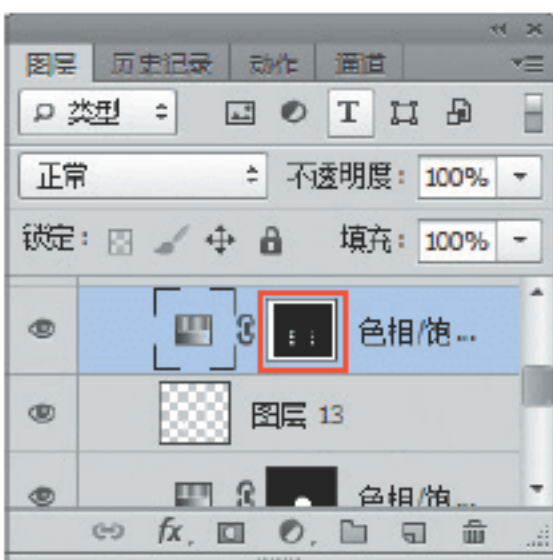 图层 历史记录 动作 通道
类型 T
正常 不透明度: 100%
锁定: 填充: 100%
色相/饱...
图层 13
色相/饱...
fx.